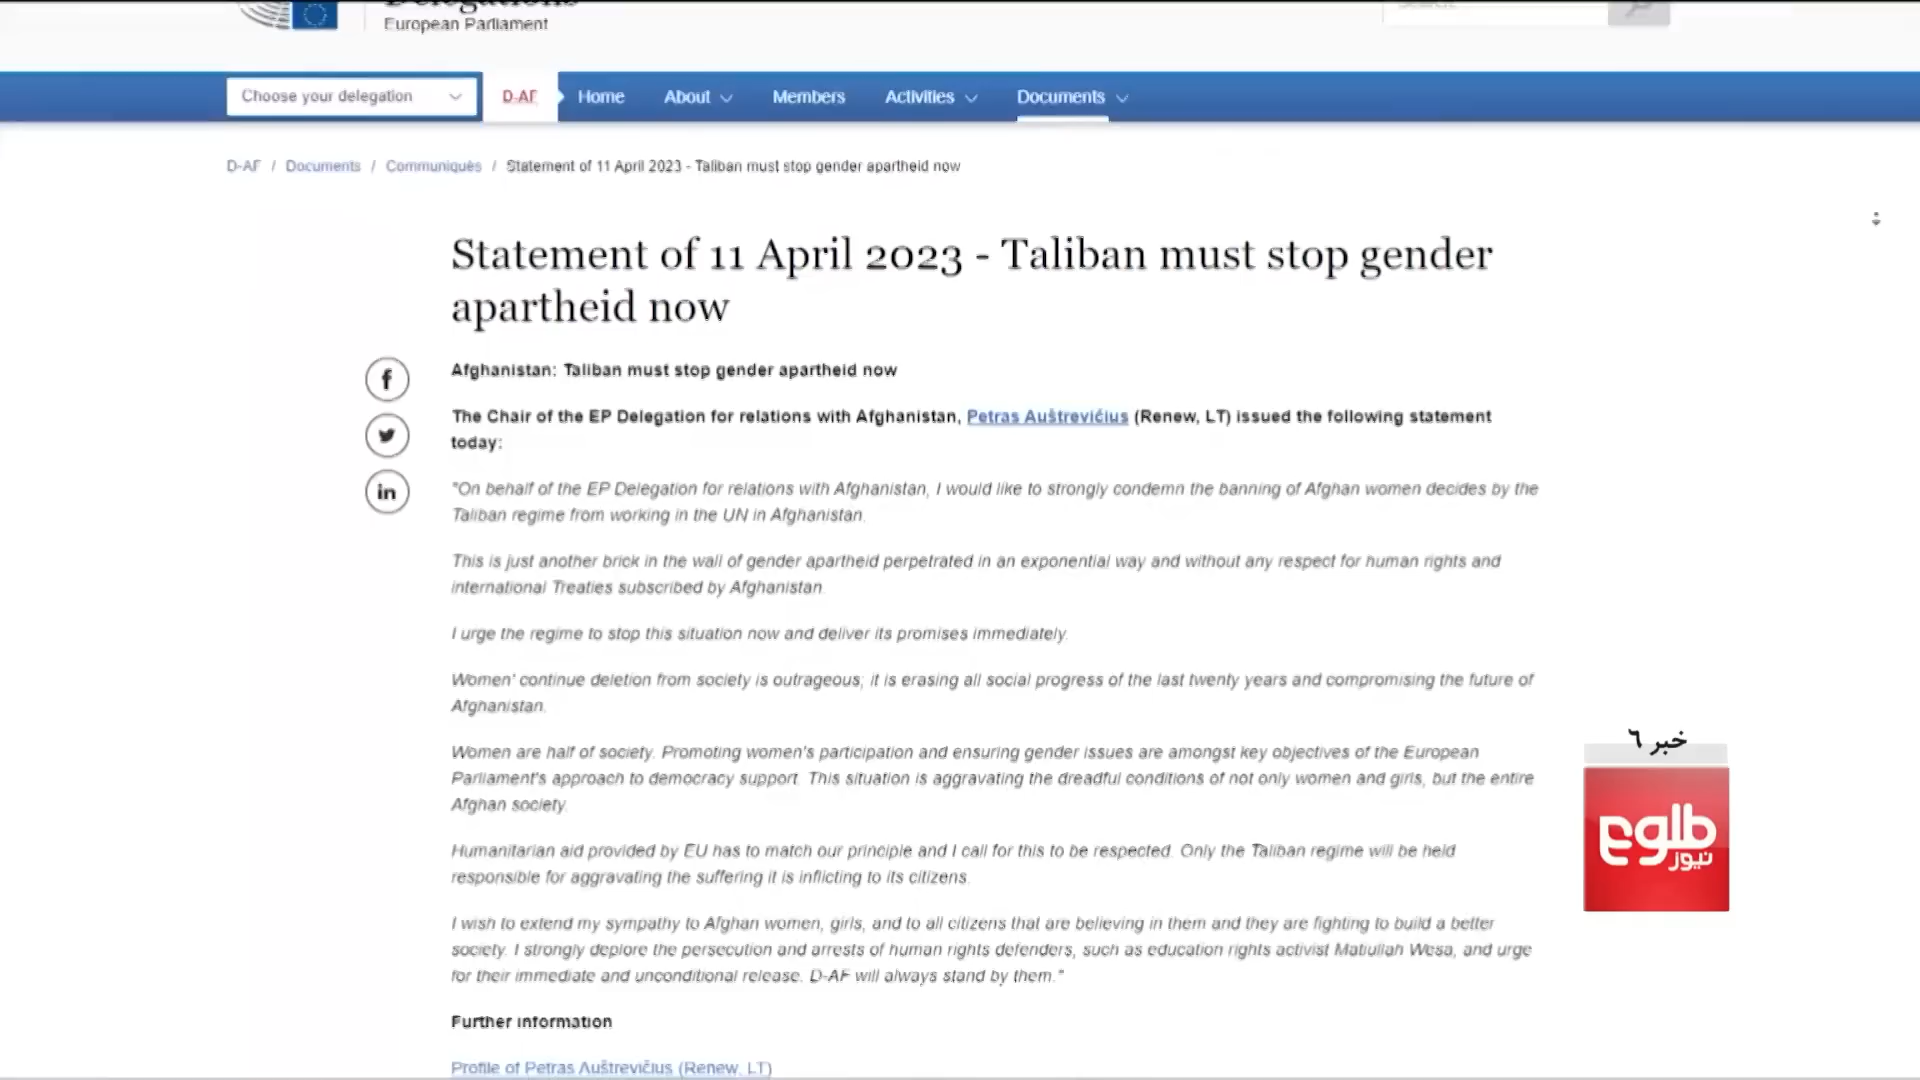 Delegations
European Parliament
Search
Choose your delegation
D-AF
Home
About
Members
Activities
Documents
D-AF / Documents / Communiqués / Statement of 11 April 2023 - Taliban must stop gender apartheid now
Statement of 11 April 2023 - Taliban must stop gender
apartheid now
Afghanistan: Taliban must stop gender apartheid now
The Chair of the EP Delegation for relations with Afghanistan, Petras Auštrevičius (Renew, LT) issued the following statement
today:
"On behalf of the EP Delegation for relations with Afghanistan, I would like to strongly condemn the banning of Afghan women decides by the
Taliban regime from working in the UN in Afghanistan.
This is just another brick in the wall of gender apartheid perpetrated in an exponential way and without any respect for human rights and
international Treaties subscribed by Afghanistan.
I urge the regime to stop this situation now and deliver its promises immediately.
Women' continue deletion from society is outrageous; it is erasing all social progress of the last twenty years and compromising the future of
Afghanistan.
Women are half of society. Promoting women's participation and ensuring gender issues are amongst key objectives of the European
Parliament's approach to democracy support. This situation is aggravating the dreadful conditions of not only women and girls, but the entire
Afghan society.
Humanitarian aid provided by EU has to match our principle and I call for this to be respected. Only the Taliban regime will be held
responsible for aggravating the suffering it is inflicting to its citizens.
I wish to extend my sympathy to Afghan women, girls, and to all citizens that are believing in them and they are fighting to build a better
society. I strongly deplore the persecution and arrests of human rights defenders, such as education rights activist Matiullah Wesa, and urge
for their immediate and unconditional release. D-AF will always stand by them."
Further information
Profile of Petras Auštrevičius (Renew, LT)
خبر ٦
طلوع
نیوز